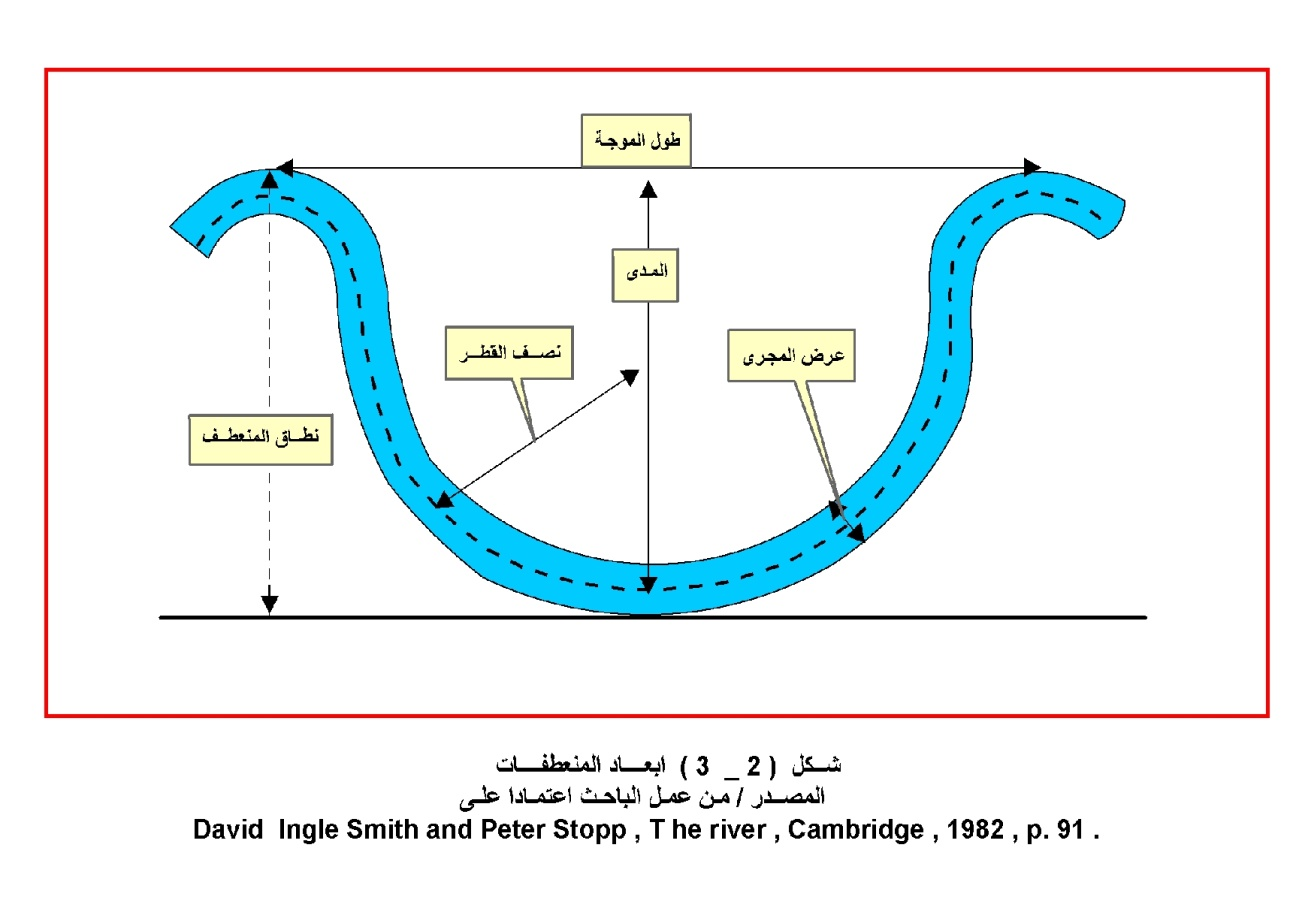 طول الموجة
المدى
نصف القطر
عرض المجرى
نطاق المنعطف
شكل ( 2 _ 3 ) ابعاد المنعطفات
المصدر / من عمل الباحث اعتمادا على
David Ingle Smith and Peter Stopp , T he river , Cambridge , 1982 , p. 91 .